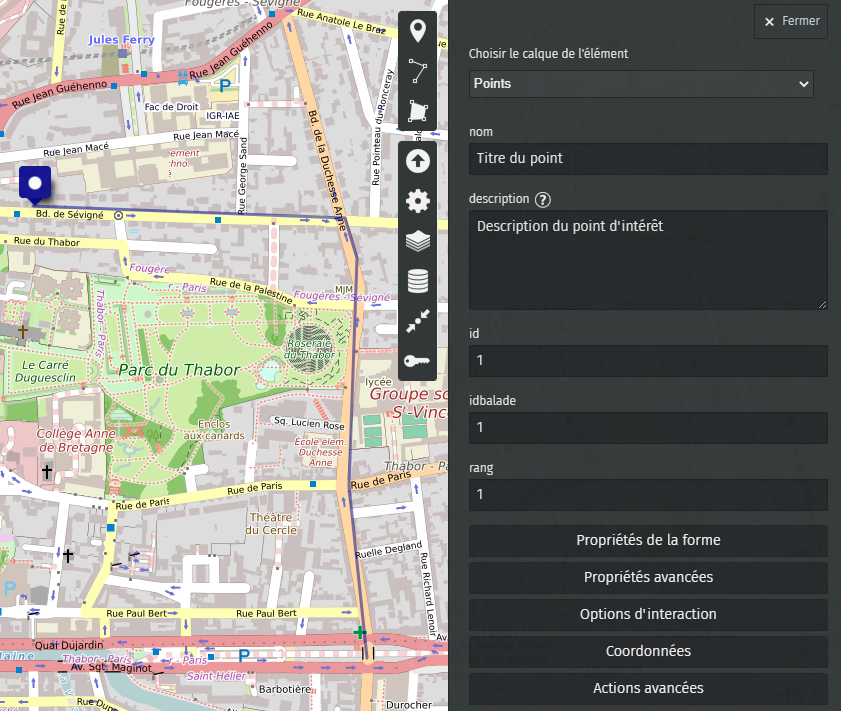 Fougères - Sévigné
Rue Anatole Le Braz
Jules Ferry
Rue Jean Guéhenno
Rue Jean Guéhenno
P
Fac de Droit
IGR-IAE
Rue Jean Macé
Rue Jean Macé
Rue George Sand
Bd. de la Duchesse Anne
Rue Pointeau du Ronceray
Bd. de Sévigné
Rue du Thabor
Fougère
r - Paris
Rue de la Palestine
MJM
Fougères - Sévigné
Thabor - Paris
Roseraie
du Thabor
Le Carré
Duguesclin
Parc du Thabor
lycée
Groupe sc
St-Vinc
Enclos
aux canards
Sq. Lucien Rose
Collège Anne
de Bretagne
École élem.
Duchesse
Anne
Thabor - Pa
Rue de Paris
Rue de Paris
Rue de Paris
Théâtre
du Cercle
Ruelle Degland
Rue Richard Lenoir
P
Rue Paul Bert
Rue Paul Bert
Quai Dujardin
Av.
laine
Thabor - Paris
r - Paris
P
Av. Sgt. Maginot
Saint-Hélier
Barbotière
Rue Dup
Durocher
× Fermer
Choisir le calque de l'élément
Points
nom
Titre du point
description ?
Description du point d'intérêt
id
1
idbalade
1
rang
1
Propriétés de la forme
Propriétés avancées
Options d'interaction
Coordonnées
Actions avancées